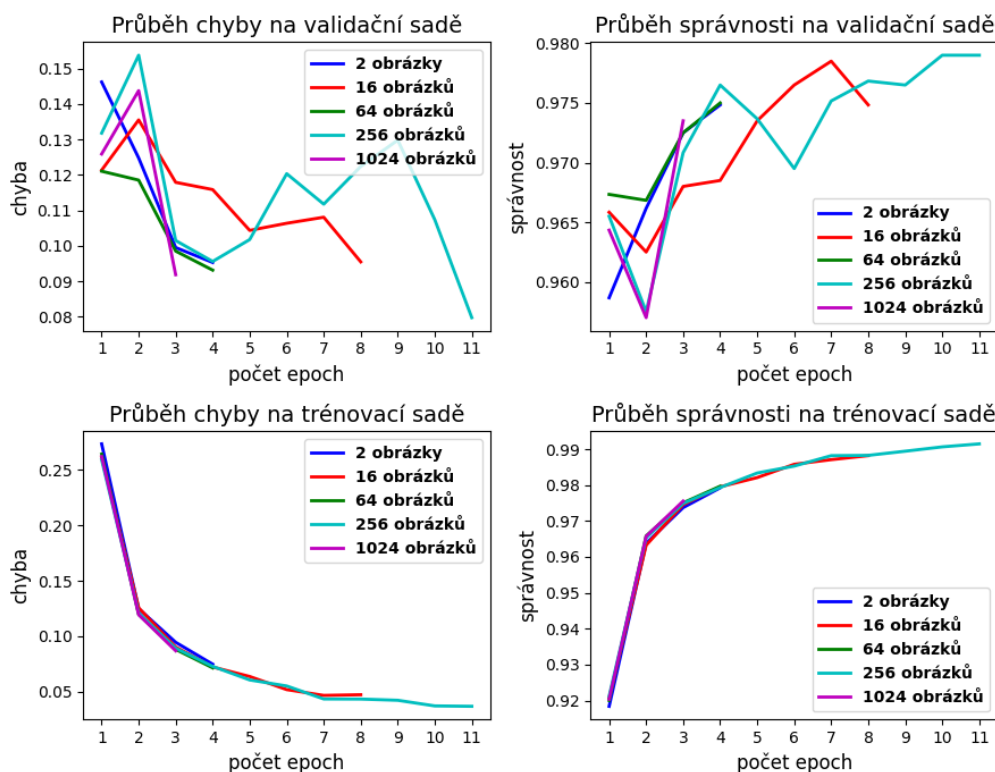 Průběh chyby na validační sadě
0.15
0.14
0.13
0.12
0.11
0.10
0.09
0.08
chyba
2 obrázky
16 obrázků
64 obrázků
256 obrázků
1024 obrázků
1 2 3 4 5 6 7 8 9 10 11
počet epoch
Průběh správnosti na validační sadě
0.980
0.975
0.970
0.965
0.960
správnost
2 obrázky
16 obrázků
64 obrázků
256 obrázků
1024 obrázků
1 2 3 4 5 6 7 8 9 10 11
počet epoch
Průběh chyby na trénovací sadě
0.25
0.20
0.15
0.10
0.05
chyba
2 obrázky
16 obrázků
64 obrázků
256 obrázků
1024 obrázků
1 2 3 4 5 6 7 8 9 10 11
počet epoch
Průběh správnosti na trénovací sadě
0.99
0.98
0.97
0.96
0.95
0.94
0.93
0.92
správnost
2 obrázky
16 obrázků
64 obrázků
256 obrázků
1024 obrázků
1 2 3 4 5 6 7 8 9 10 11
počet epoch